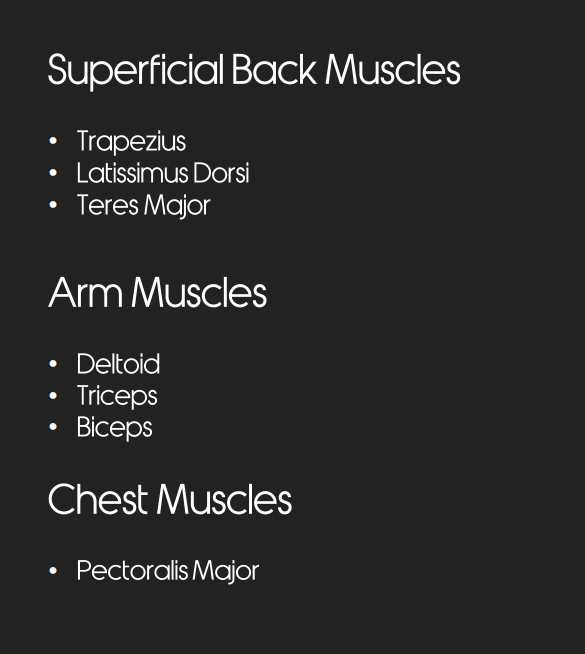 Superficial Back Muscles
• Trapezius
• Latissimus Dorsi
• Teres Major
Arm Muscles
• Deltoid
• Triceps
• Biceps
Chest Muscles
• Pectoralis Major